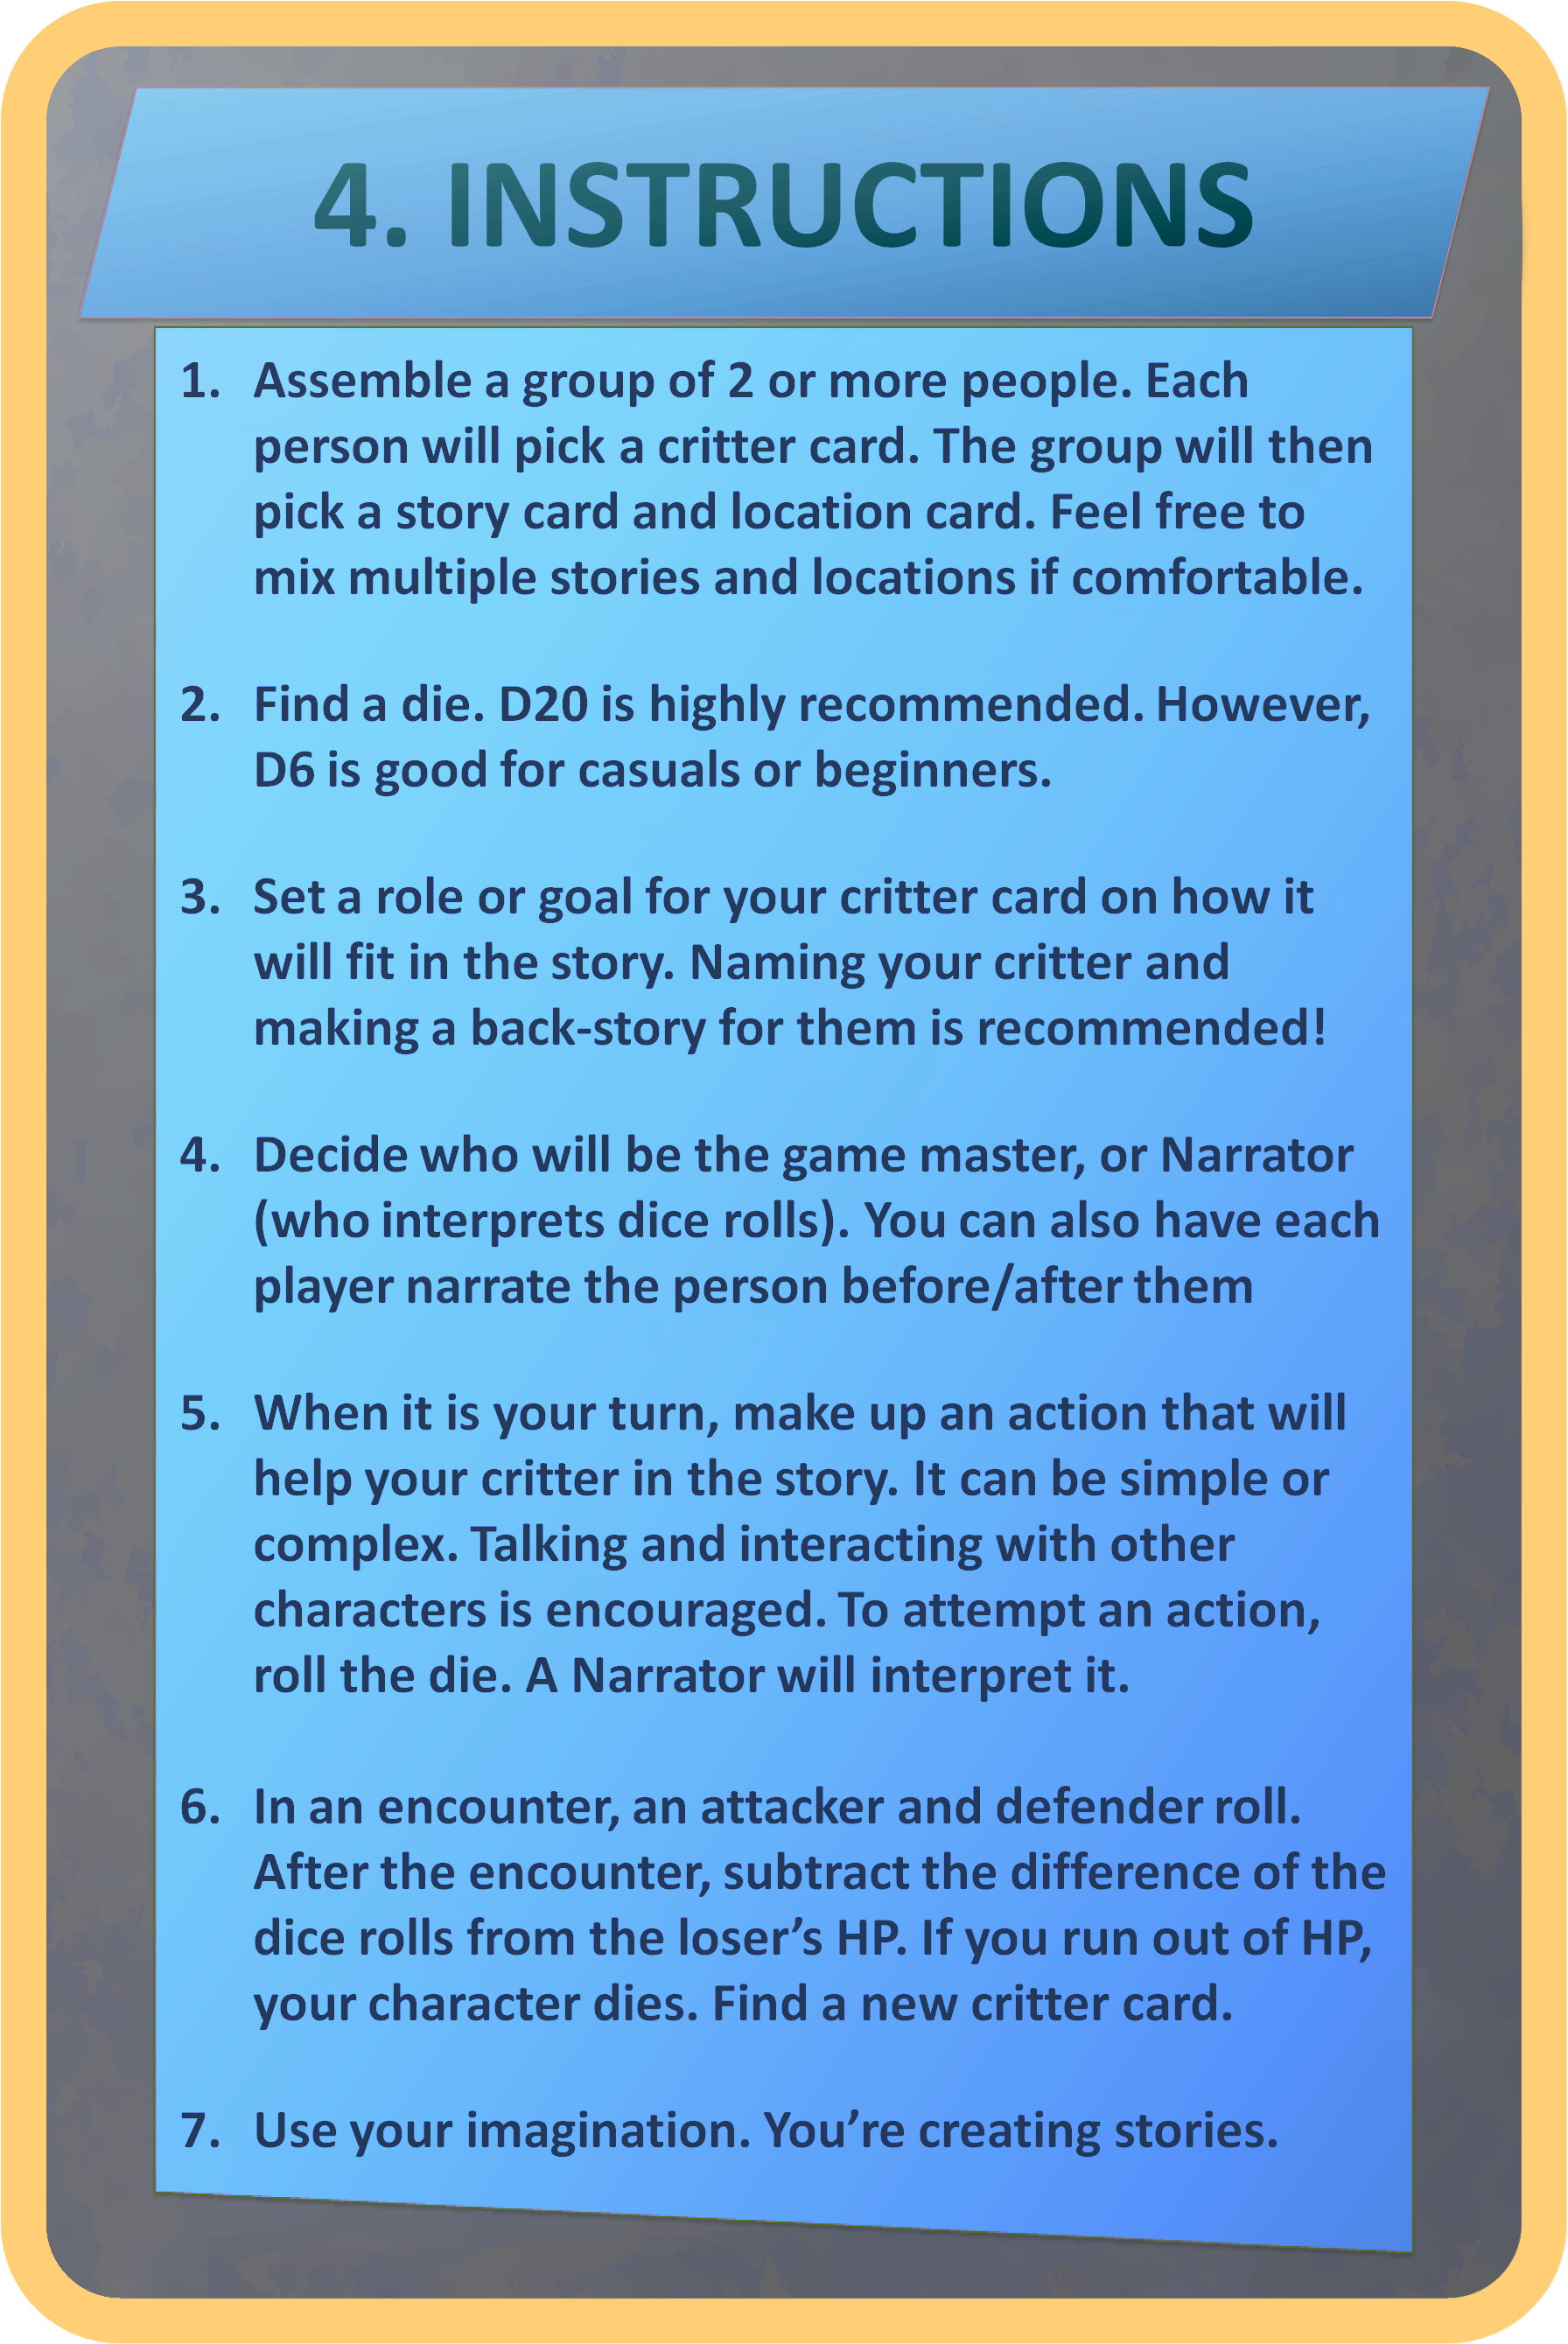 4. INSTRUCTIONS
1. Assemble a group of 2 or more people. Each
person will pick a critter card. The group will then
pick a story card and location card. Feel free to
mix multiple stories and locations if comfortable.
2. Find a die. D20 is highly recommended. However,
D6 is good for casuals or beginners.
3. Set a role or goal for your critter card on how it
will fit in the story. Naming your critter and
making a back-story for them is recommended!
4. Decide who will be the game master, or Narrator
(who interprets dice rolls). You can also have each
player narrate the person before/after them
5. When it is your turn, make up an action that will
help your critter in the story. It can be simple or
complex. Talking and interacting with other
characters is encouraged. To attempt an action,
roll the die. A Narrator will interpret it.
6. In an encounter, an attacker and defender roll.
After the encounter, subtract the difference of the
dice rolls from the loser’s HP. If you run out of HP,
your character dies. Find a new critter card.
7. Use your imagination. You’re creating stories.